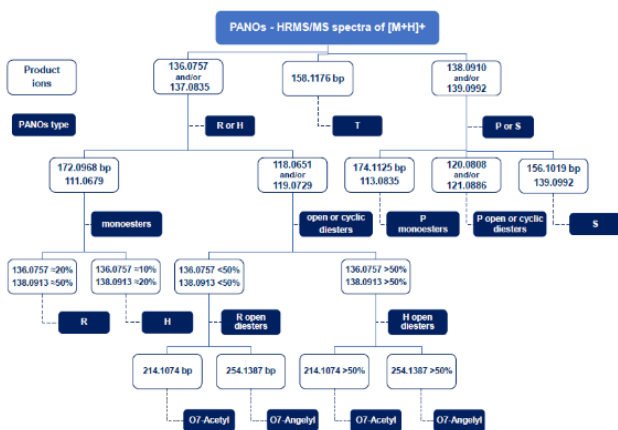 PANOs - HRMS/MS spectra of [M+H]+
Product
ions
PANOs type
136.0757
and/or
137.0835
158.1176 bp
138.0910
and/or
139.0992
R or H
T
P or S
172.0968 bp
111.0679
118.0651
and/or
119.0729
174.1125 bp
113.0835
120.0808
and/or
121.0886
156.1019 bp
139.0992
monoesters
open or cyclic
diesters
P
monoesters
P open or cyclic
diesters
S
136.0757 ≈20%
138.0913 ≈50%
136.0757 ≈10%
138.0913 ≈20%
136.0757 <50%
138.0913 <50%
136.0757 >50%
138.0913 >50%
R
H
R open
diesters
H open
diesters
214.1074 bp
254.1387 bp
214.1074 >50%
254.1387 >50%
O7-Acetyl
O7-Angelyl
O7-Acetyl
O7-Angelyl